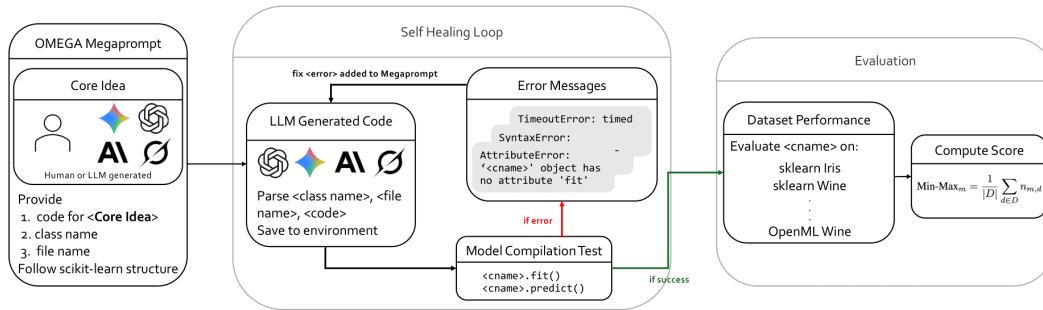 OMEGA Megaprompt
Core Idea
Human or LLM generated
Provide
1. code for <Core Idea>
2. class name
3. file name
Follow scikit-learn structure
Self Healing Loop
fix <error> added to Megaprompt
LLM Generated Code
Parse <class name>, <file
name>, <code>
Save to environment
Error Messages
TimeoutError: timed
SyntaxError:
-
AttributeError:
‘<cname>' object has
no attribute 'fit'
if error
Model Compilation Test
<cname>.fit()
<cname>.predict()
if success
Evaluation
Dataset Performance
Evaluate <cname> on:
sklearn Iris
sklearn Wine
.
.
.
OpenML Wine
Compute Score
Min-Max_m = \frac{1}{|D|} \sum_{d∈D} n_{m,d}